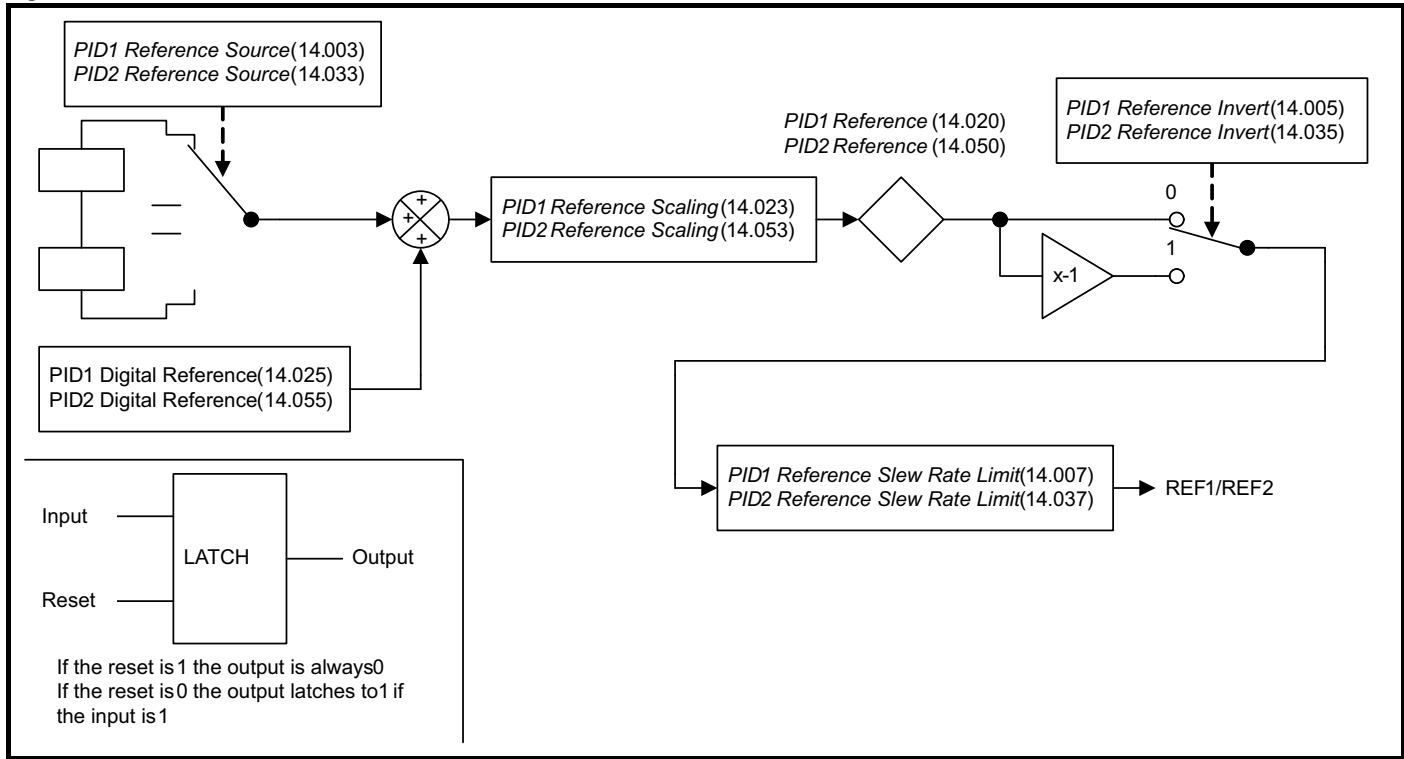 PID1 Reference Source(14.003)
PID2 Reference Source(14.033)
PID1 Reference (14.020)
PID2 Reference (14.050)
PID1 Reference Invert(14.005)
PID2 Reference Invert(14.035)
+
+
+
PID1 Reference Scaling(14.023)
PID2 Reference Scaling(14.053)
0
1
x-1
PID1 Digital Reference(14.025)
PID2 Digital Reference(14.055)
PID1 Reference Slew Rate Limit(14.007)
PID2 Reference Slew Rate Limit(14.037)
REF1/REF2
Input
LATCH
Output
Reset
If the reset is 1 the output is always0
If the reset is 0 the output latches to1 if
the input is 1